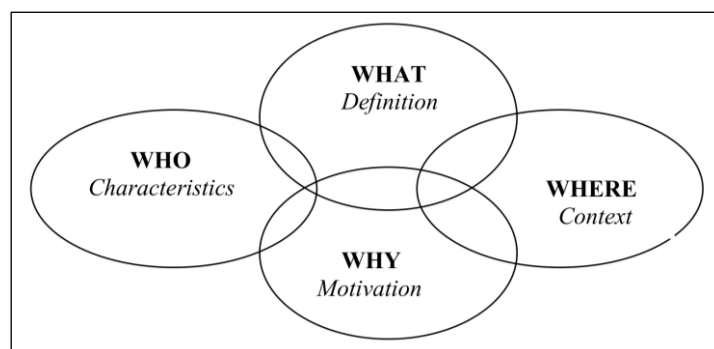 WHAT
Definition
WHO
Characteristics
WHERE
Context
WHY
Motivation